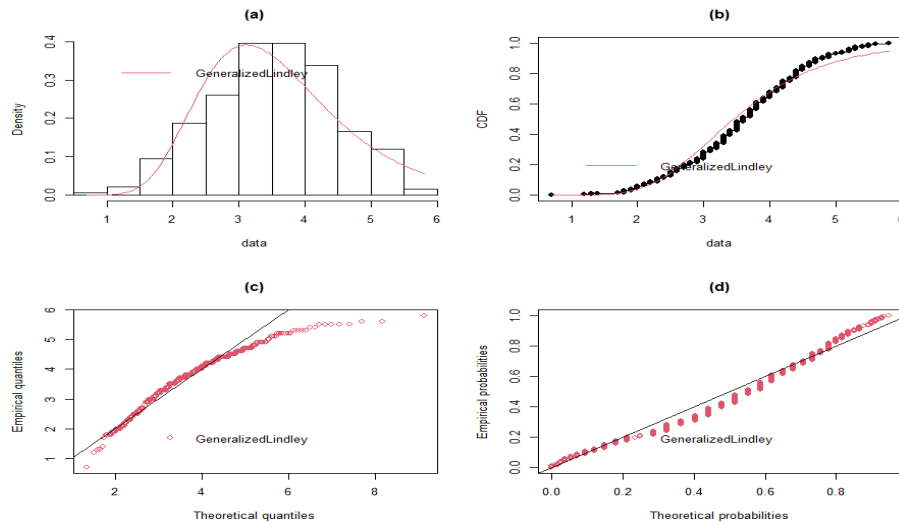 (a)
Density
0.0 0.1 0.2 0.3 0.4
GeneralizedLindley
1 2 3 4 5 6
data
(b)
CDF
0.0 0.2 0.4 0.6 0.8 1.0
GeneralizedLindley
1 2 3 4 5
data
(c)
Empirical quantiles
1 2 3 4 5 6
GeneralizedLindley
2 4 6 8
Theoretical quantiles
(d)
Empirical probabilities
0.0 0.2 0.4 0.6 0.8 1.0
GeneralizedLindley
0.0 0.2 0.4 0.6 0.8
Theoretical probabilities